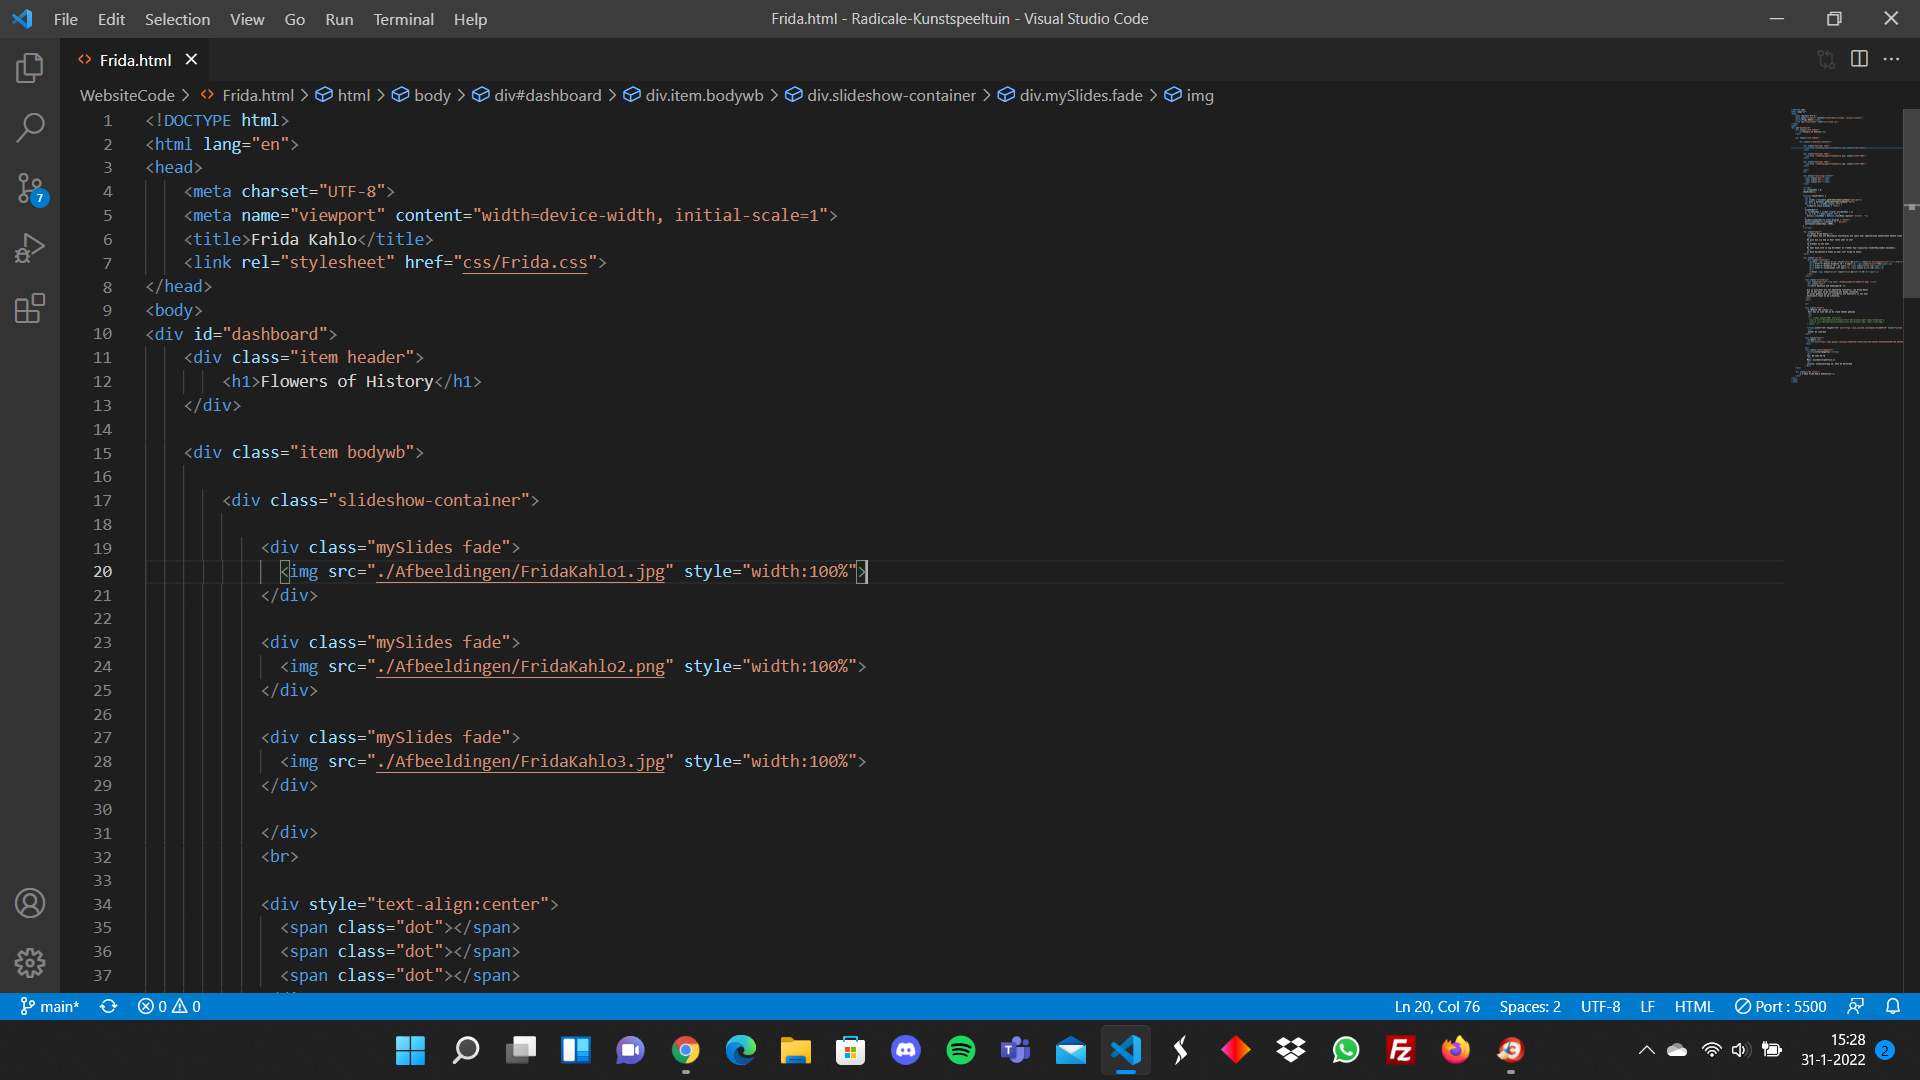 File Edit Selection View Go Run Terminal Help
Frida.html - Radicale-Kunstspeeltuin - Visual Studio Code
Frida.html
WebsiteCode > Frida.html > html > body > div#dashboard > div.item.bodywb > div.slideshow-container > div.mySlides.fade > img
1 <!DOCTYPE html>
2 <html lang="en">
3 <head>
4 <meta charset="UTF-8">
5 <meta name="viewport" content="width=device-width, initial-scale=1">
6 <title>Frida Kahlo</title>
7 <link rel="stylesheet" href="css/Frida.css">
8 </head>
9 <body>
10 <div id="dashboard">
11 <div class="item header">
12 <h1>Flowers of History</h1>
13 </div>
14
15 <div class="item bodywb">
16
17 <div class="slideshow-container">
18
19 <div class="mySlides fade">
20 <img src="./Afbeeldingen/FridaKahlo1.jpg" style="width:100%">
21 </div>
22
23 <div class="mySlides fade">
24 <img src="./Afbeeldingen/FridaKahlo2.png" style="width:100%">
25 </div>
26
27 <div class="mySlides fade">
28 <img src="./Afbeeldingen/FridaKahlo3.jpg" style="width:100%">
29 </div>
30
31 </div>
32 <br>
33
34 <div style="text-align:center">
35 <span class="dot"></span>
36 <span class="dot"></span>
37 <span class="dot"></span>
7
main* 0 0 Ln 20, Col 76 Spaces: 2 UTF-8 LF HTML Port : 5500
15:28
31-1-2022 2